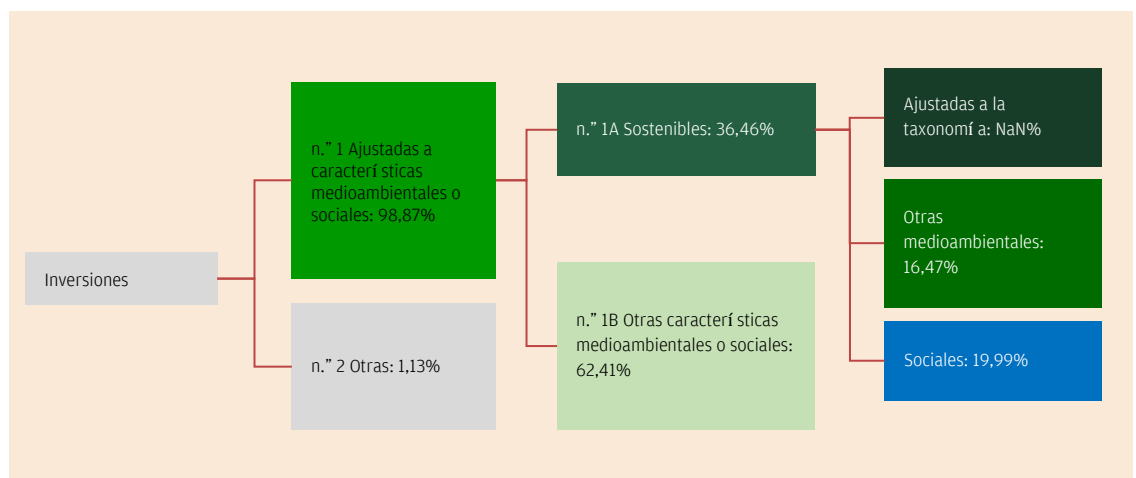 Inversiones
n.” 1 Ajustadas a
caracterí sticas
medioambientales o
sociales: 98,87%
n.” 2 Otras: 1,13%
n.” 1A Sostenibles: 36,46%
n.” 1B Otras caracterí sticas
medioambientales o sociales:
62,41%
Ajustadas a la
taxonomí a: NaN%
Otras
medioambientales:
16,47%
Sociales: 19,99%